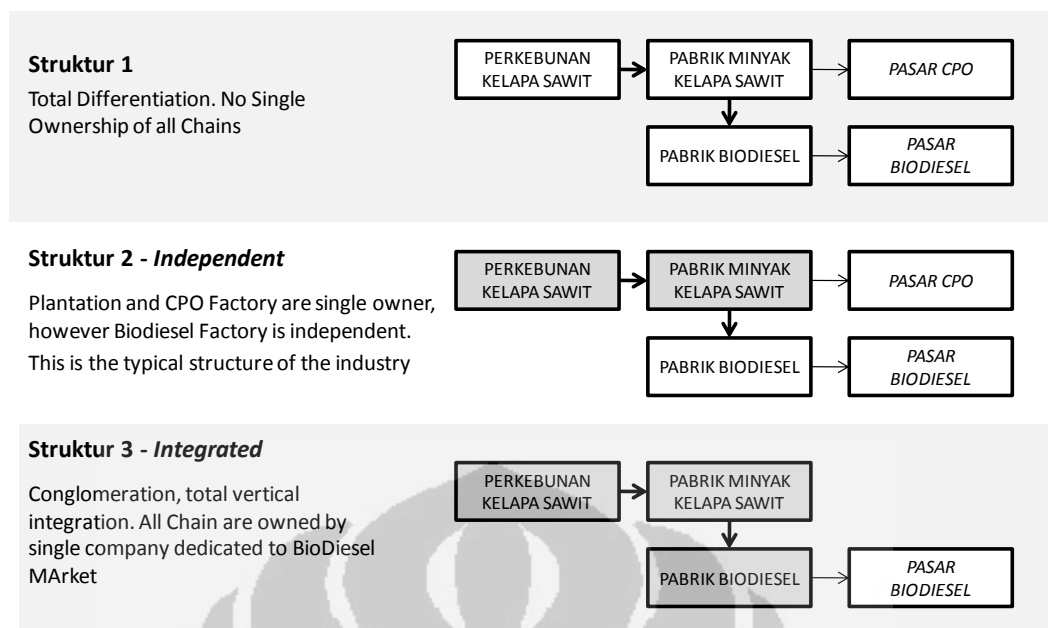 Struktur 1
Total Differentiation. No Single
Ownership of all Chains
PERKEBUNAN
KELAPA SAWIT
PABRIK MINYAK
KELAPA SAWIT
PASAR CPO
PABRIK BIODIESEL
PASAR
BIODIESEL
Struktur 2 - Independent
Plantation and CPO Factory are single owner,
however Biodiesel Factory is independent.
This is the typical structure of the industry
PERKEBUNAN
KELAPA SAWIT
PABRIK MINYAK
KELAPA SAWIT
PASAR CPO
PABRIK BIODIESEL
PASAR
BIODIESEL
Struktur 3 - Integrated
Conglomeration, total vertical
integration. All Chain are owned by
single company dedicated to BioDiesel
MArket
PERKEBUNAN
KELAPA SAWIT
PABRIK MINYAK
KELAPA SAWIT
PABRIK BIODIESEL
PASAR
BIODIESEL